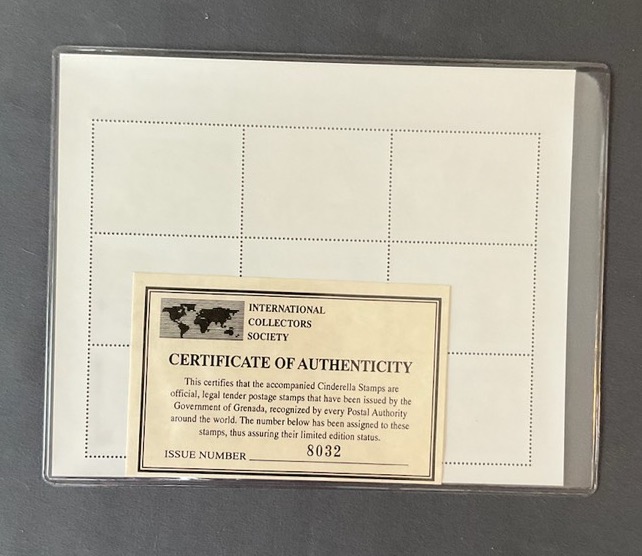 INTERNATIONAL
COLLECTORS
SOCIETY
CERTIFICATE OF AUTHENTICITY
This certifies that the accompanied Cinderella Stamps are
official, legal tender postage stamps that have been issued by the
Government of Grenada, recognized by every Postal Authority
around the world. The number below has been assigned to these
stamps, thus assuring their limited edition status.
ISSUE NUMBER 8032